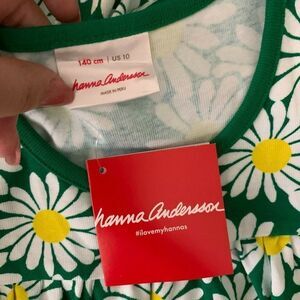 140 cm | US 10
hanna Andersson
MADE IN PERU
hanna Andersson
#ilovemyhannas